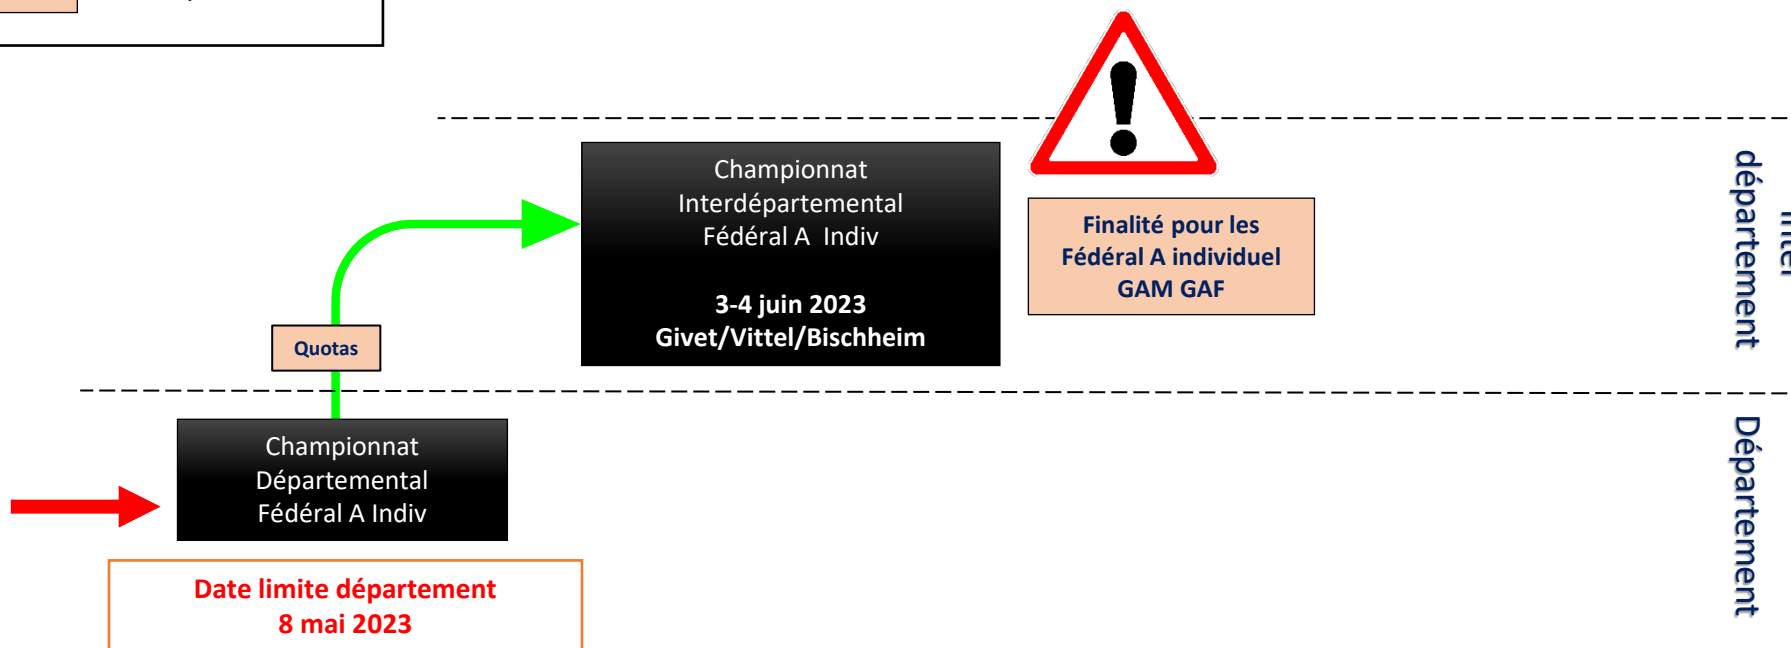 Championnat
Interdépartemental
Fédéral A Indiv
3-4 juin 2023
Givet/Vittel/Bischheim
Finalité pour les
Fédéral A individuel
GAM GAF
département
Quotas
Championnat
Départemental
Fédéral A Indiv
Département
Date limite département
8 mai 2023